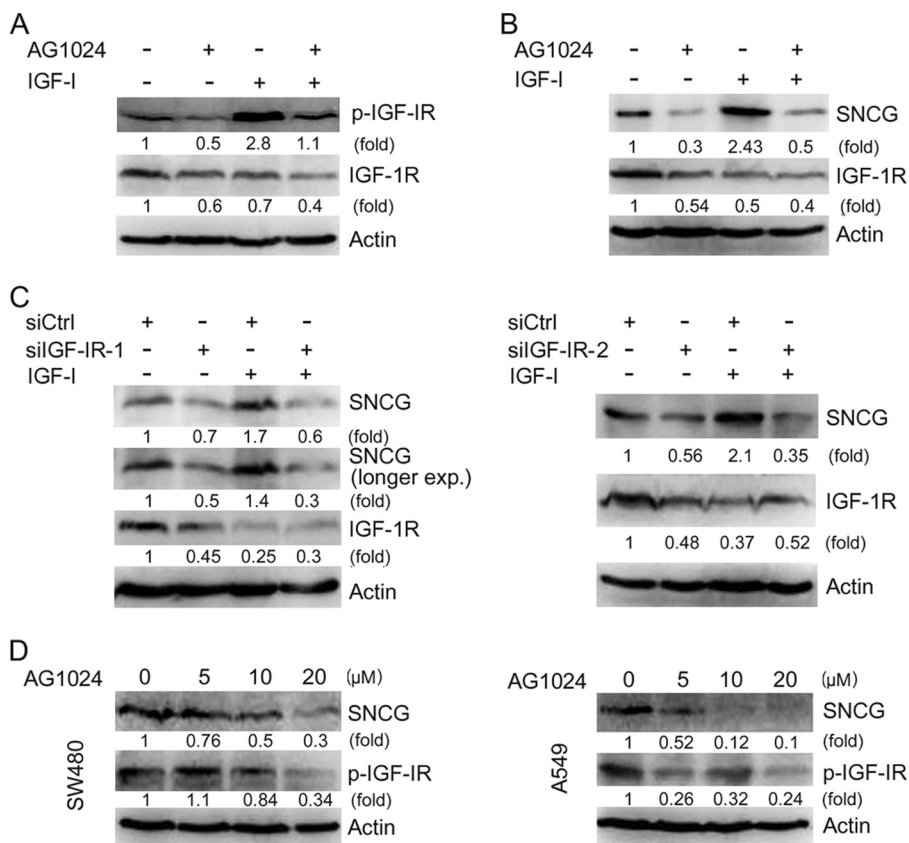 A
AG1024 - + - +
IGF-I - - + +
p-IGF-IR
1 0.5 2.8 1.1 (fold)
IGF-1R
1 0.6 0.7 0.4 (fold)
Actin
B
AG1024 - + - +
IGF-I - - + +
SNCG
1 0.3 2.43 0.5 (fold)
IGF-1R
1 0.54 0.5 0.4 (fold)
Actin
C
siCtrl + - + -
siIGF-IR-1 - + - +
IGF-I - - + +
SNCG
1 0.7 1.7 0.6 (fold)
SNCG
(longer exp.)
1 0.5 1.4 0.3 (fold)
IGF-1R
1 0.45 0.25 0.3 (fold)
Actin
siCtrl + - + -
siIGF-IR-2 - + - +
IGF-I - - + +
SNCG
1 0.56 2.1 0.35 (fold)
IGF-1R
1 0.48 0.37 0.52 (fold)
Actin
D
AG1024 0 5 10 20 (μM)
SW480
SNCG
1 0.76 0.5 0.3 (fold)
p-IGF-IR
1 1.1 0.84 0.34 (fold)
Actin
AG1024 0 5 10 20 (μM)
A549
SNCG
1 0.52 0.12 0.1 (fold)
p-IGF-IR
1 0.26 0.32 0.24 (fold)
Actin